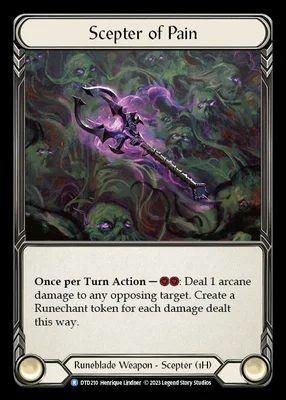 Scepter of Pain
Once per Turn Action — : Deal 1 arcane
damage to any opposing target. Create a
Runechant token for each damage dealt
this way.
Runeblade Weapon - Scepter (1H)
R DTD210 Henrique Lindner © 2023 Legend Story Studios